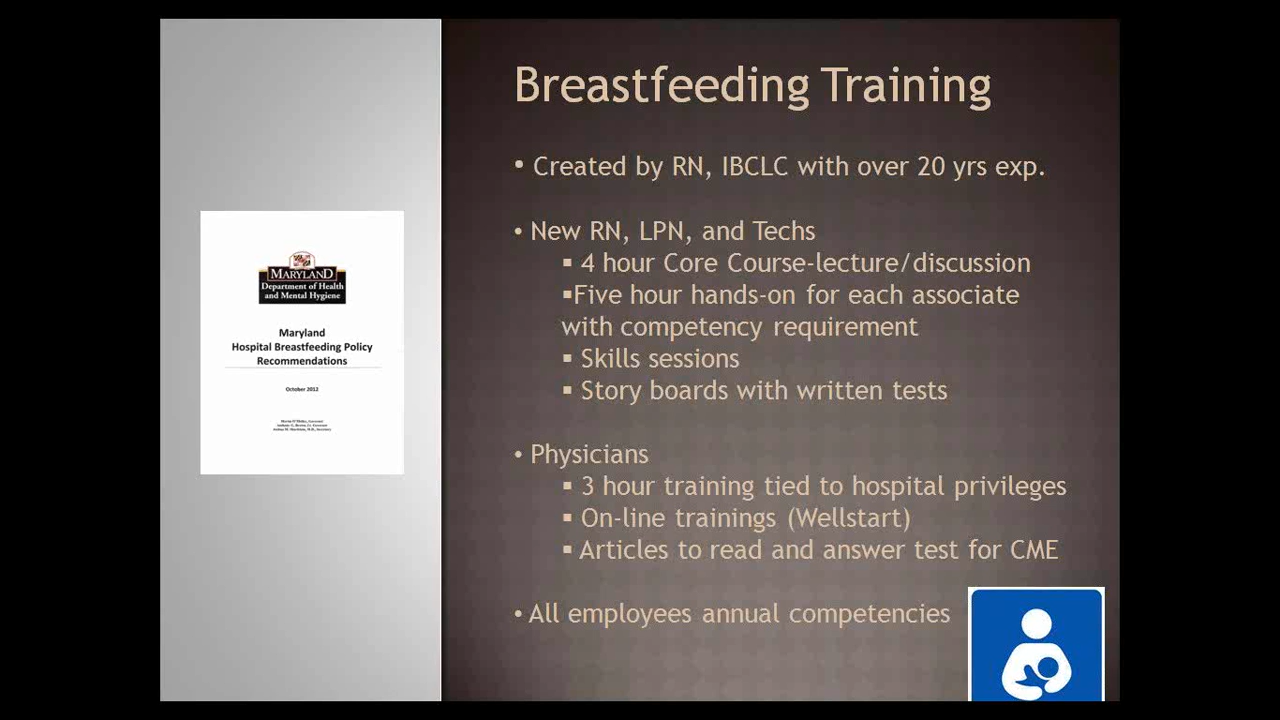 Breastfeeding Training
• Created by RN, IBCLC with over 20 yrs exp.
• New RN, LPN, and Techs
▪ 4 hour Core Course-lecture/discussion
▪Five hour hands-on for each associate
with competency requirement
▪ Skills sessions
▪ Story boards with written tests
• Physicians
▪ 3 hour training tied to hospital privileges
▪ On-line trainings (Wellstart)
▪ Articles to read and answer test for CME
• All employees annual competencies
MARYLAND
Department of Health
and Mental Hygiene
Maryland
Hospital Breastfeeding Policy
Recommendations
October 2012